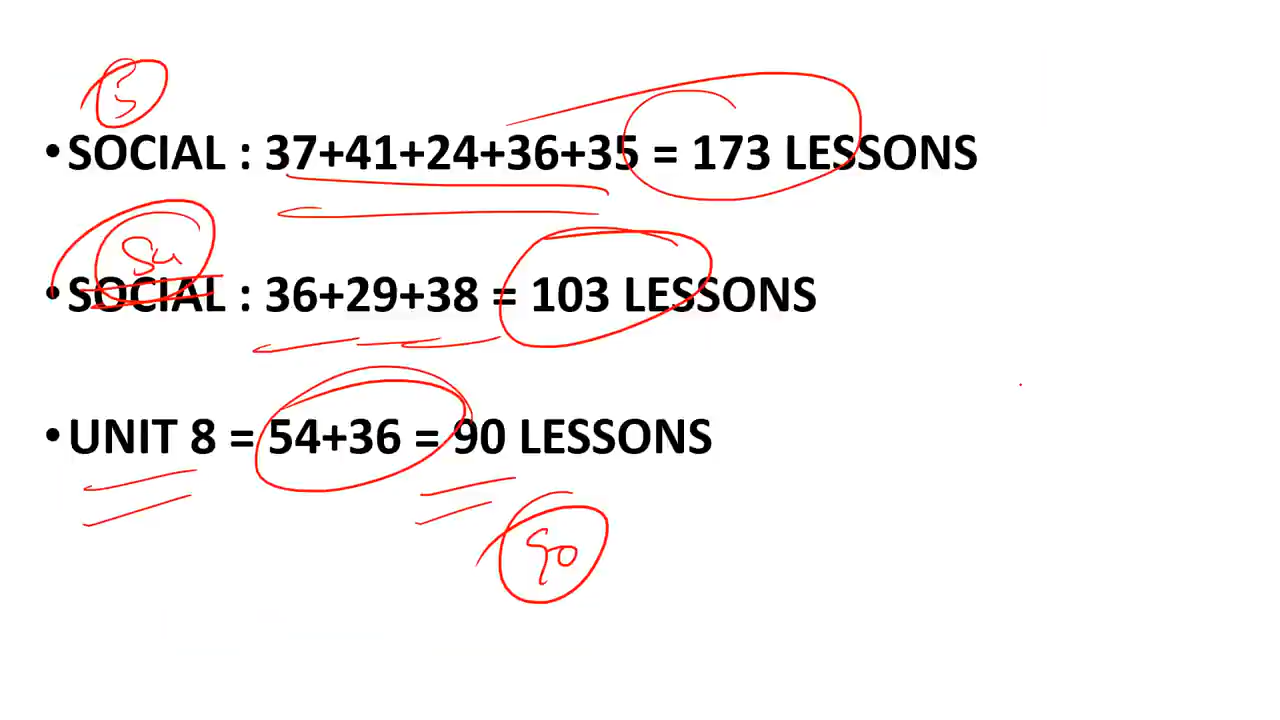 5
•SOCIAL : 37+41+24+36+35 = 173 LESSONS
•SOCIAL : 36+29+38 = 103 LESSONS
•UNIT 8 = 54+36 = 90 LESSONS
90